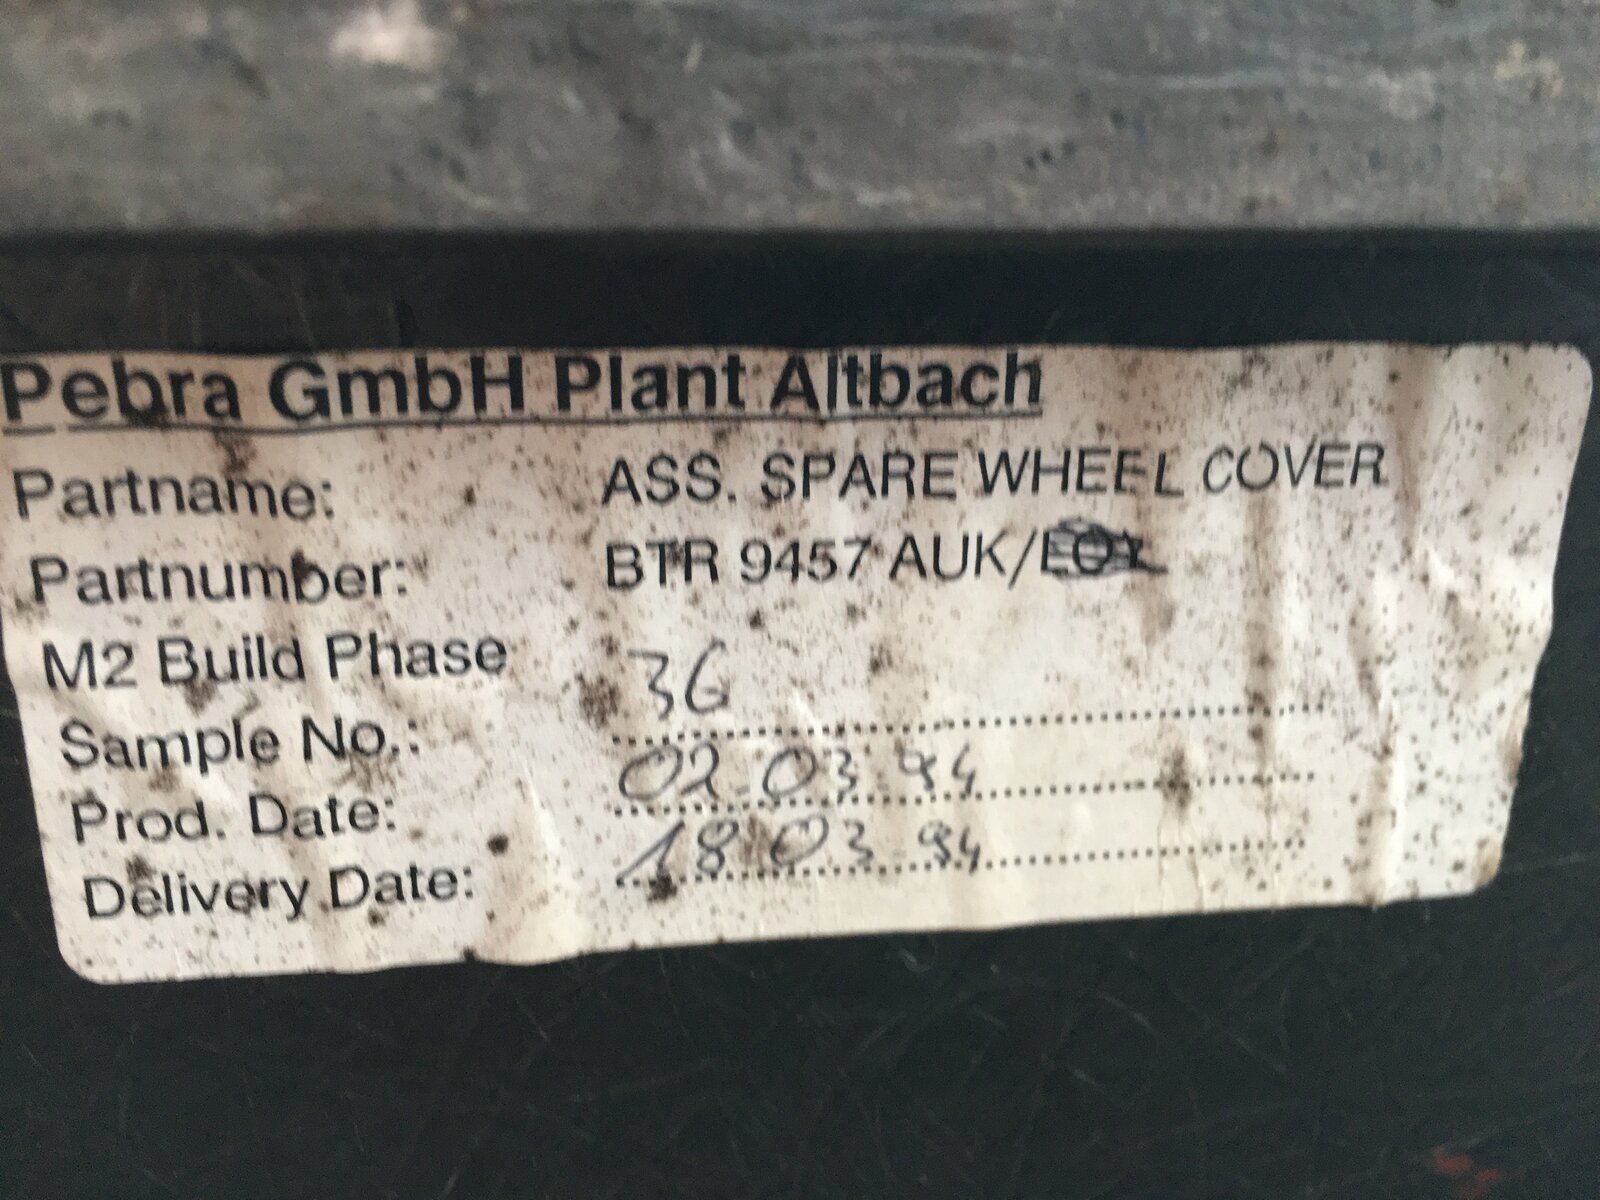 Pebra GmbH Plant Altbach
Partname: ASS. SPARE WHEEL COVER
Partnumber: BTR 9457 AUK/
M2 Build Phase
Sample No.: 36
Prod. Date: 02.03.94
Delivery Date: 18.03.94